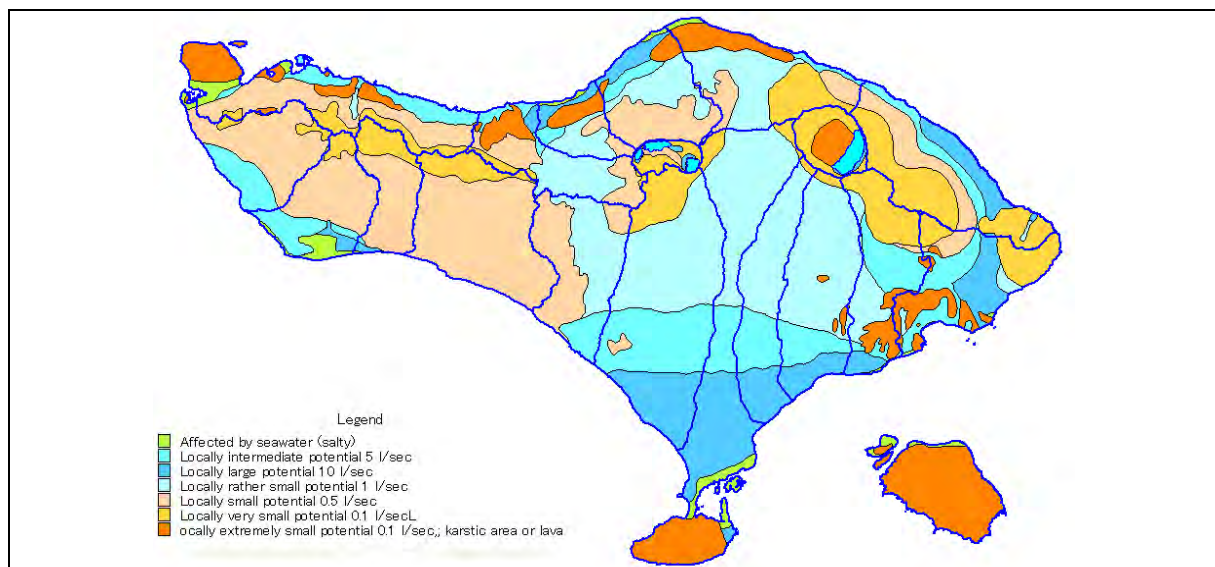 Legend
Affected by seawater (salty)
Locally intermediate potential 5 l/sec
Locally large potential 10 l/sec
Locally rather small potential 1 l/sec
Locally small potential 0.5 l/sec
Locally very small potential 0.1 l/secL
ocally extremely small potential 0.1 l/sec,; karstic area or lava